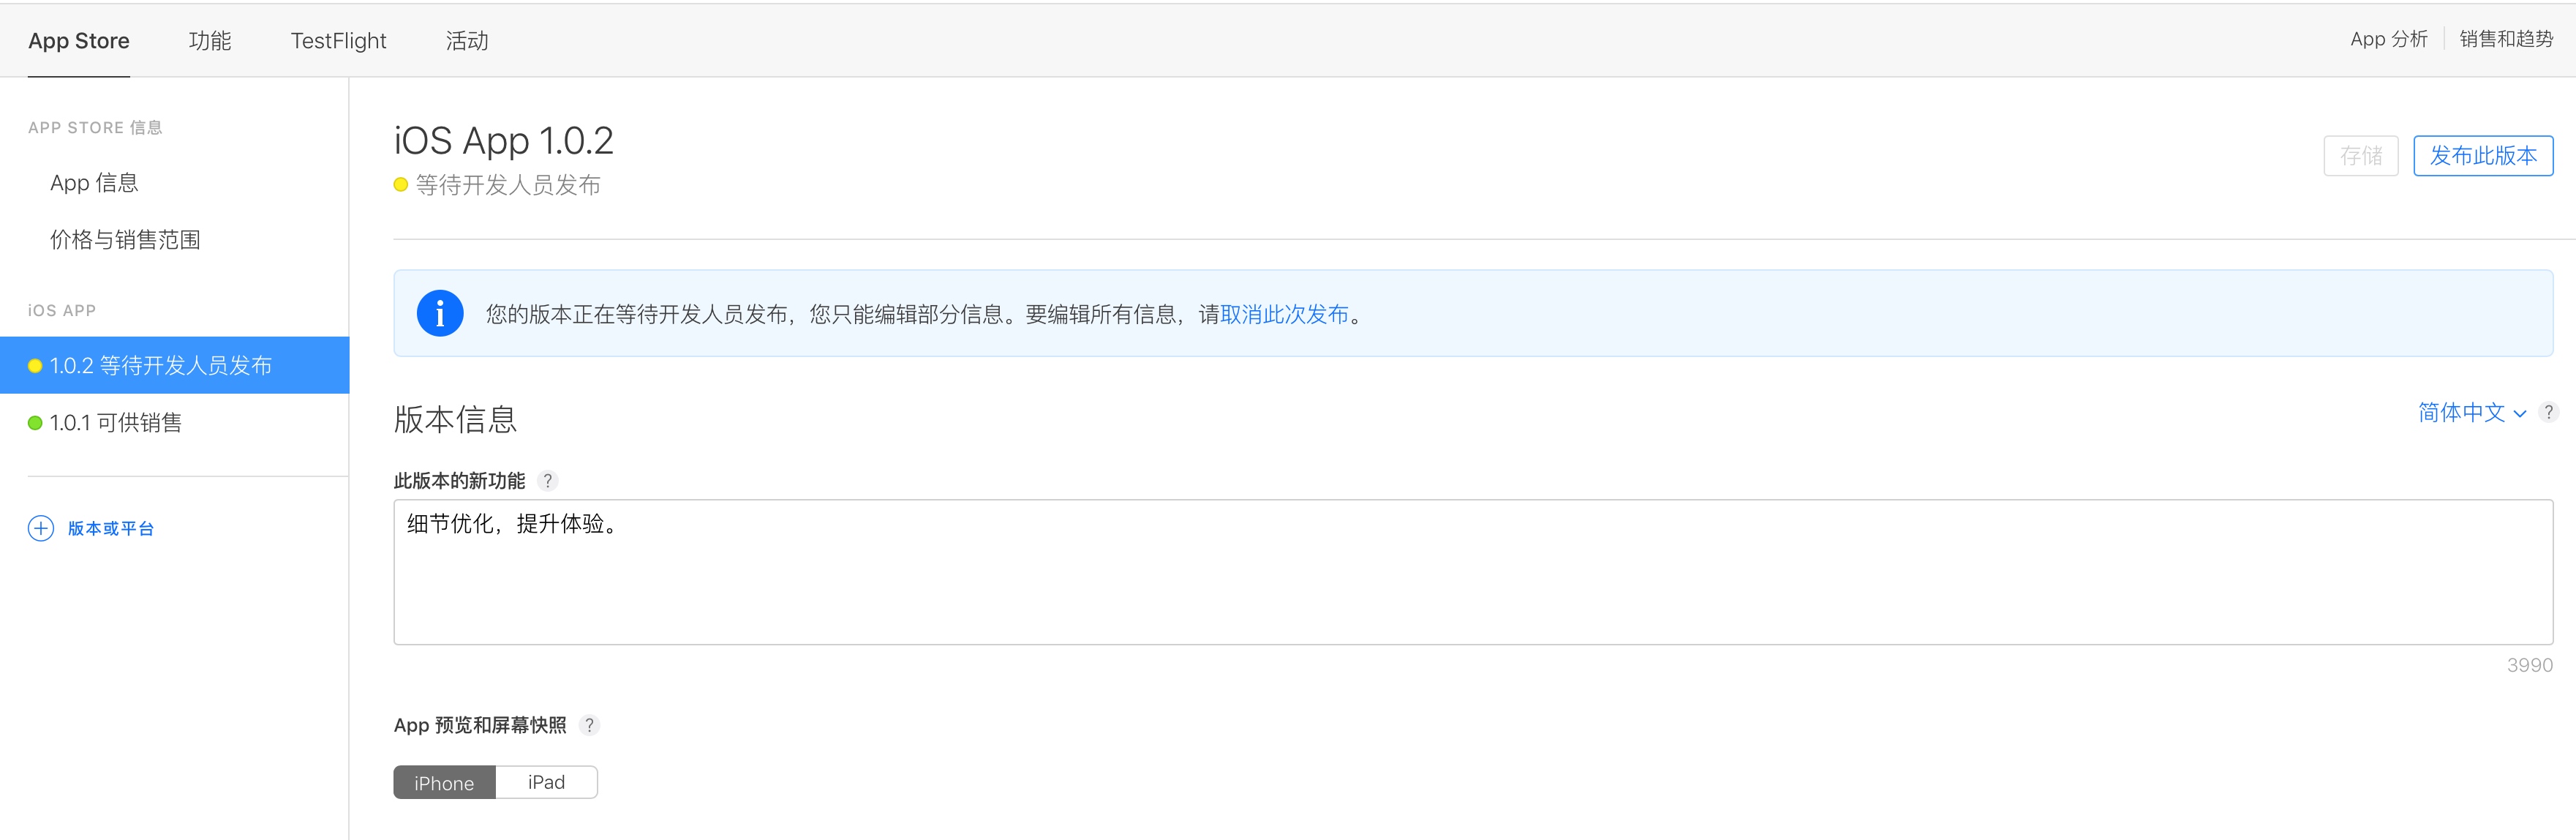 App Store 功能 TestFlight 活动 App 分析 销售和趋势
APP STORE 信息
App 信息
价格与销售范围
iOS APP
1.0.2 等待开发人员发布
1.0.1 可供销售
版本或平台
iOS App 1.0.2
等待开发人员发布
存储 发布此版本
您的版本正在等待开发人员发布，您只能编辑部分信息。要编辑所有信息，请取消此次发布。
版本信息
简体中文 ?
此版本的新功能 ?
细节优化，提升体验。
3990
App 预览和屏幕快照 ?
iPhone iPad